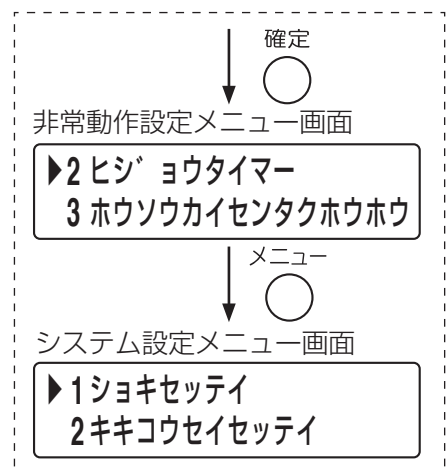 確定
非常動作設定メニュー画面
▶2 ヒシ゛ョウタイマー
3 ホウソウカイセンタクホウホウ
メニュー
システム設定メニュー画面
▶1ショキセッテイ
2キキコウセイセッテイ